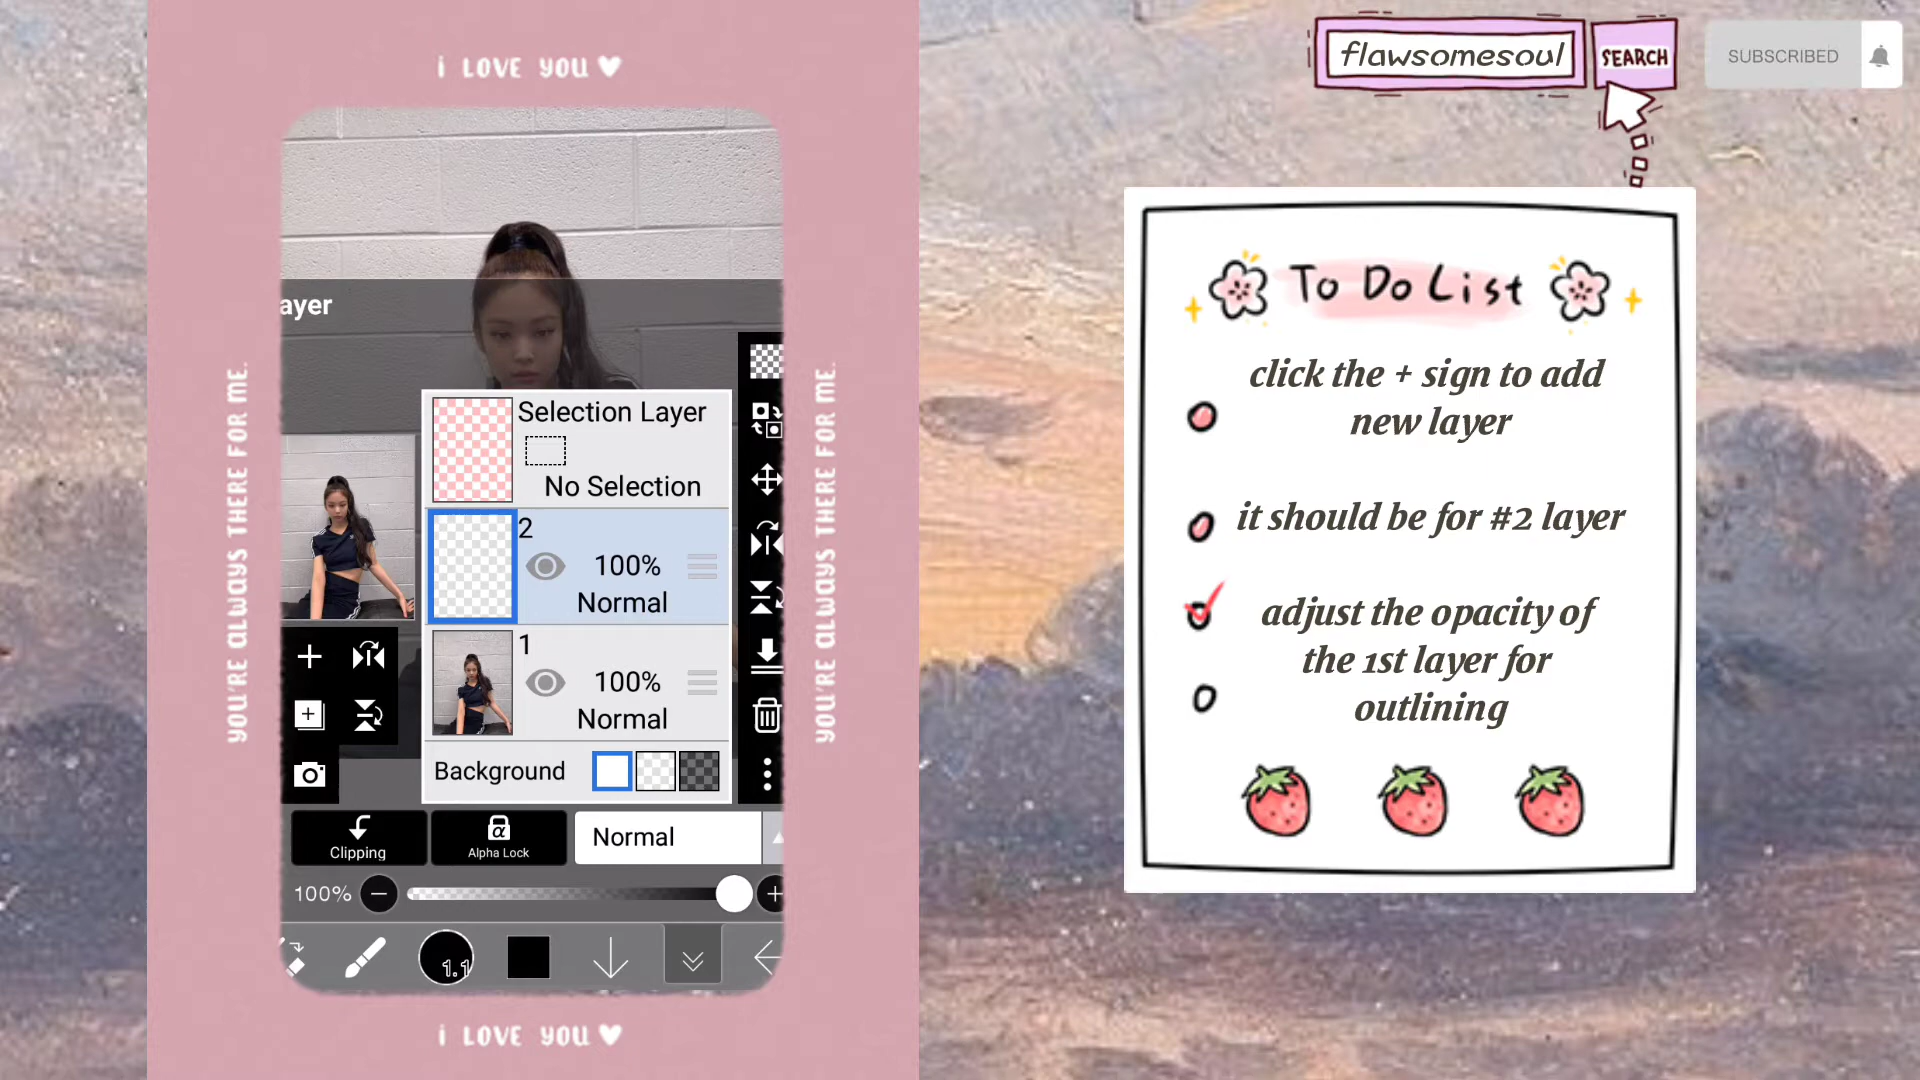 i LOVE YOU
YOU'RE ALWAYS THERE FOR ME.
ayer
Selection Layer
No Selection
2
100%
Normal
1
100%
Normal
Background
Clipping
Alpha Lock
Normal
100%
1.1
YOU'RE ALWAYS THERE FOR ME.
i LOVE YOU
flawsomesoul
SEARCH
SUBSCRIBED
To Do List
click the + sign to add
new layer
it should be for #2 layer
adjust the opacity of
the 1st layer for
outlining